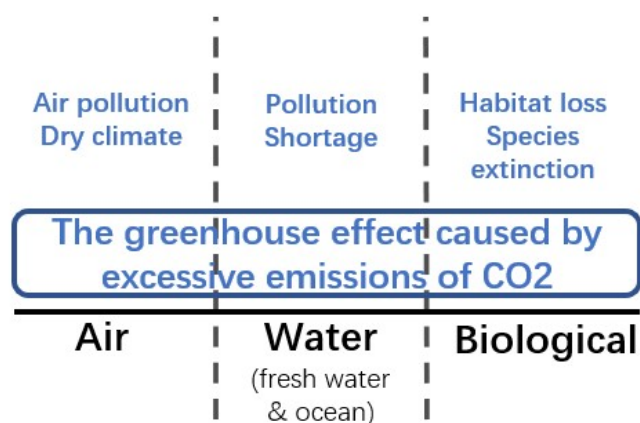 Air pollution
Dry climate
Pollution
Shortage
Habitat loss
Species
extinction
The greenhouse effect caused by
excessive emissions of CO2
Air
Water
(fresh water
& ocean)
Biological